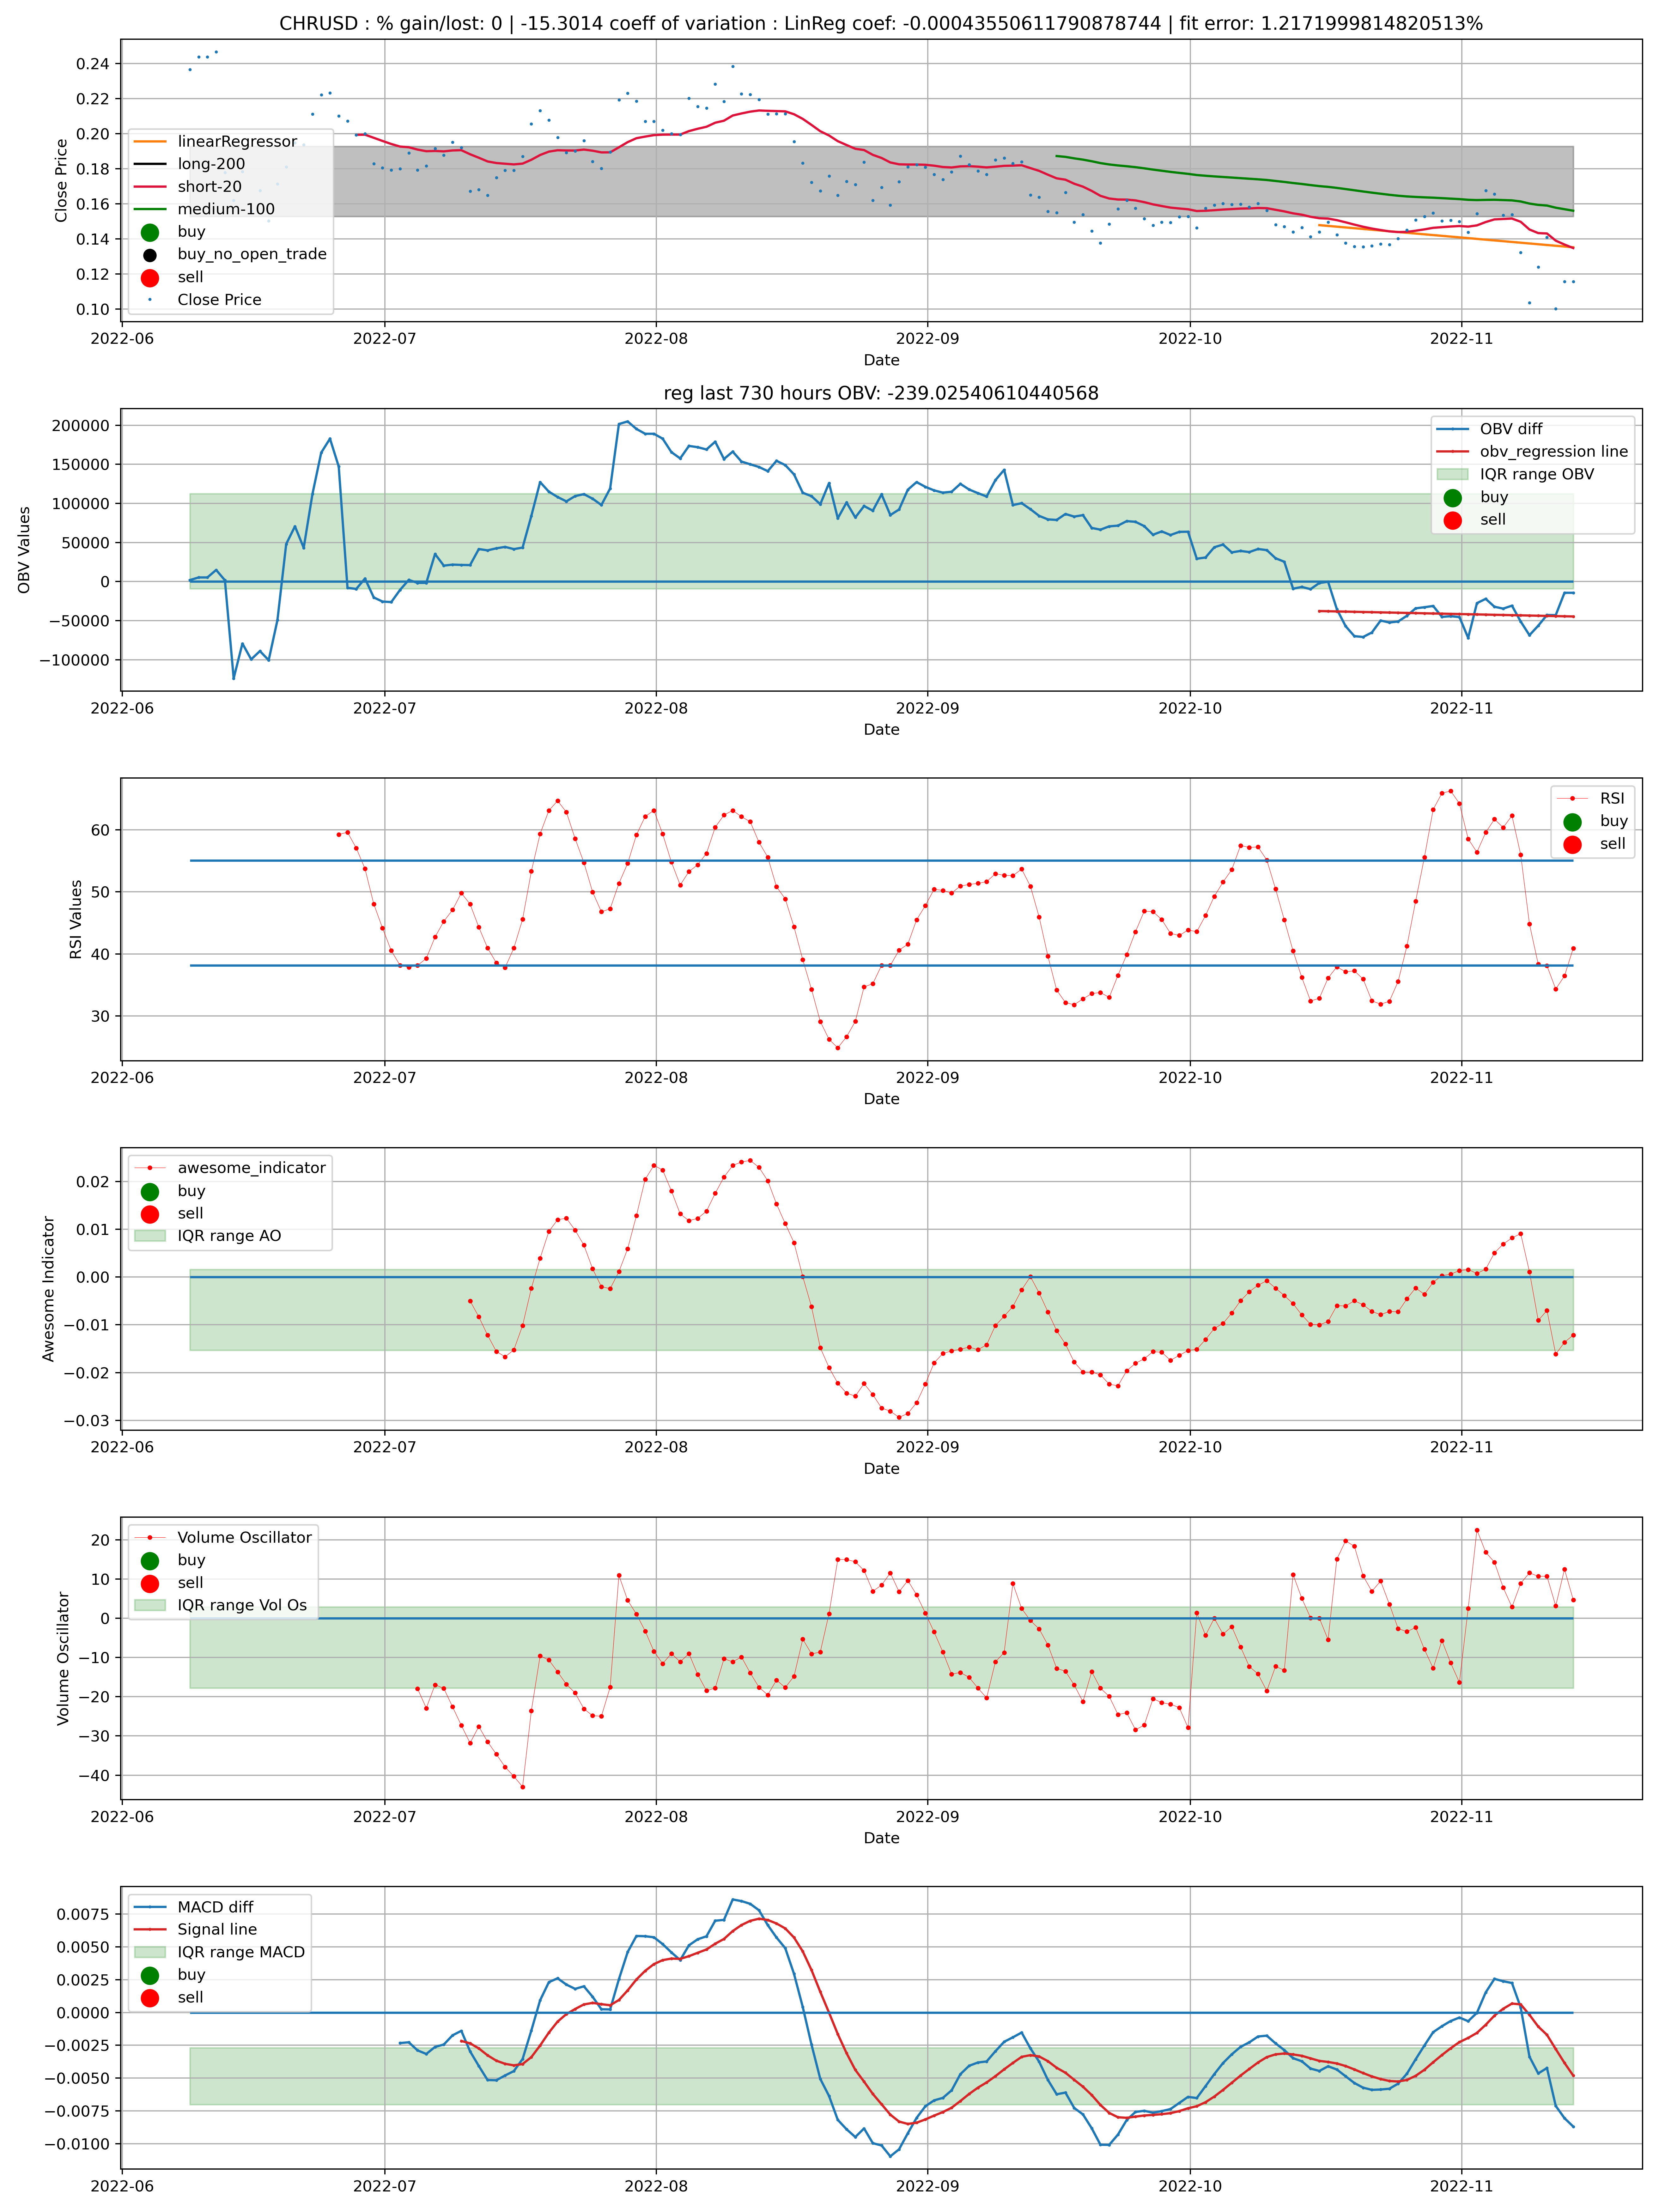 CHRUSD : % gain/lost: 0 | -15.3014 coeff of variation : LinReg coef: -0.00043550611790878744 | fit error: 1.2171999814820513%
Close Price
0.24
0.22
0.20
0.18
0.16
0.14
0.12
0.10
linearRegressor
long-200
short-20
medium-100
buy
buy_no_open_trade
sell
Close Price
2022-06 2022-07 2022-08 2022-09 2022-10 2022-11
Date
reg last 730 hours OBV: -239.02540610440568
OBV Values
200000
150000
100000
50000
0
−50000
−100000
OBV diff
obv_regression line
IQR range OBV
buy
sell
2022-06 2022-07 2022-08 2022-09 2022-10 2022-11
Date
RSI Values
60
50
40
30
RSI
buy
sell
2022-06 2022-07 2022-08 2022-09 2022-10 2022-11
Date
Awesome Indicator
0.02
0.01
0.00
−0.01
−0.02
−0.03
awesome_indicator
buy
sell
IQR range AO
2022-06 2022-07 2022-08 2022-09 2022-10 2022-11
Date
Volume Oscillator
20
10
0
−10
−20
−30
−40
Volume Oscillator
buy
sell
IQR range Vol Os
2022-06 2022-07 2022-08 2022-09 2022-10 2022-11
Date
0.0075
0.0050
0.0025
0.0000
−0.0025
−0.0050
−0.0075
−0.0100
MACD diff
Signal line
IQR range MACD
buy
sell
2022-06 2022-07 2022-08 2022-09 2022-10 2022-11